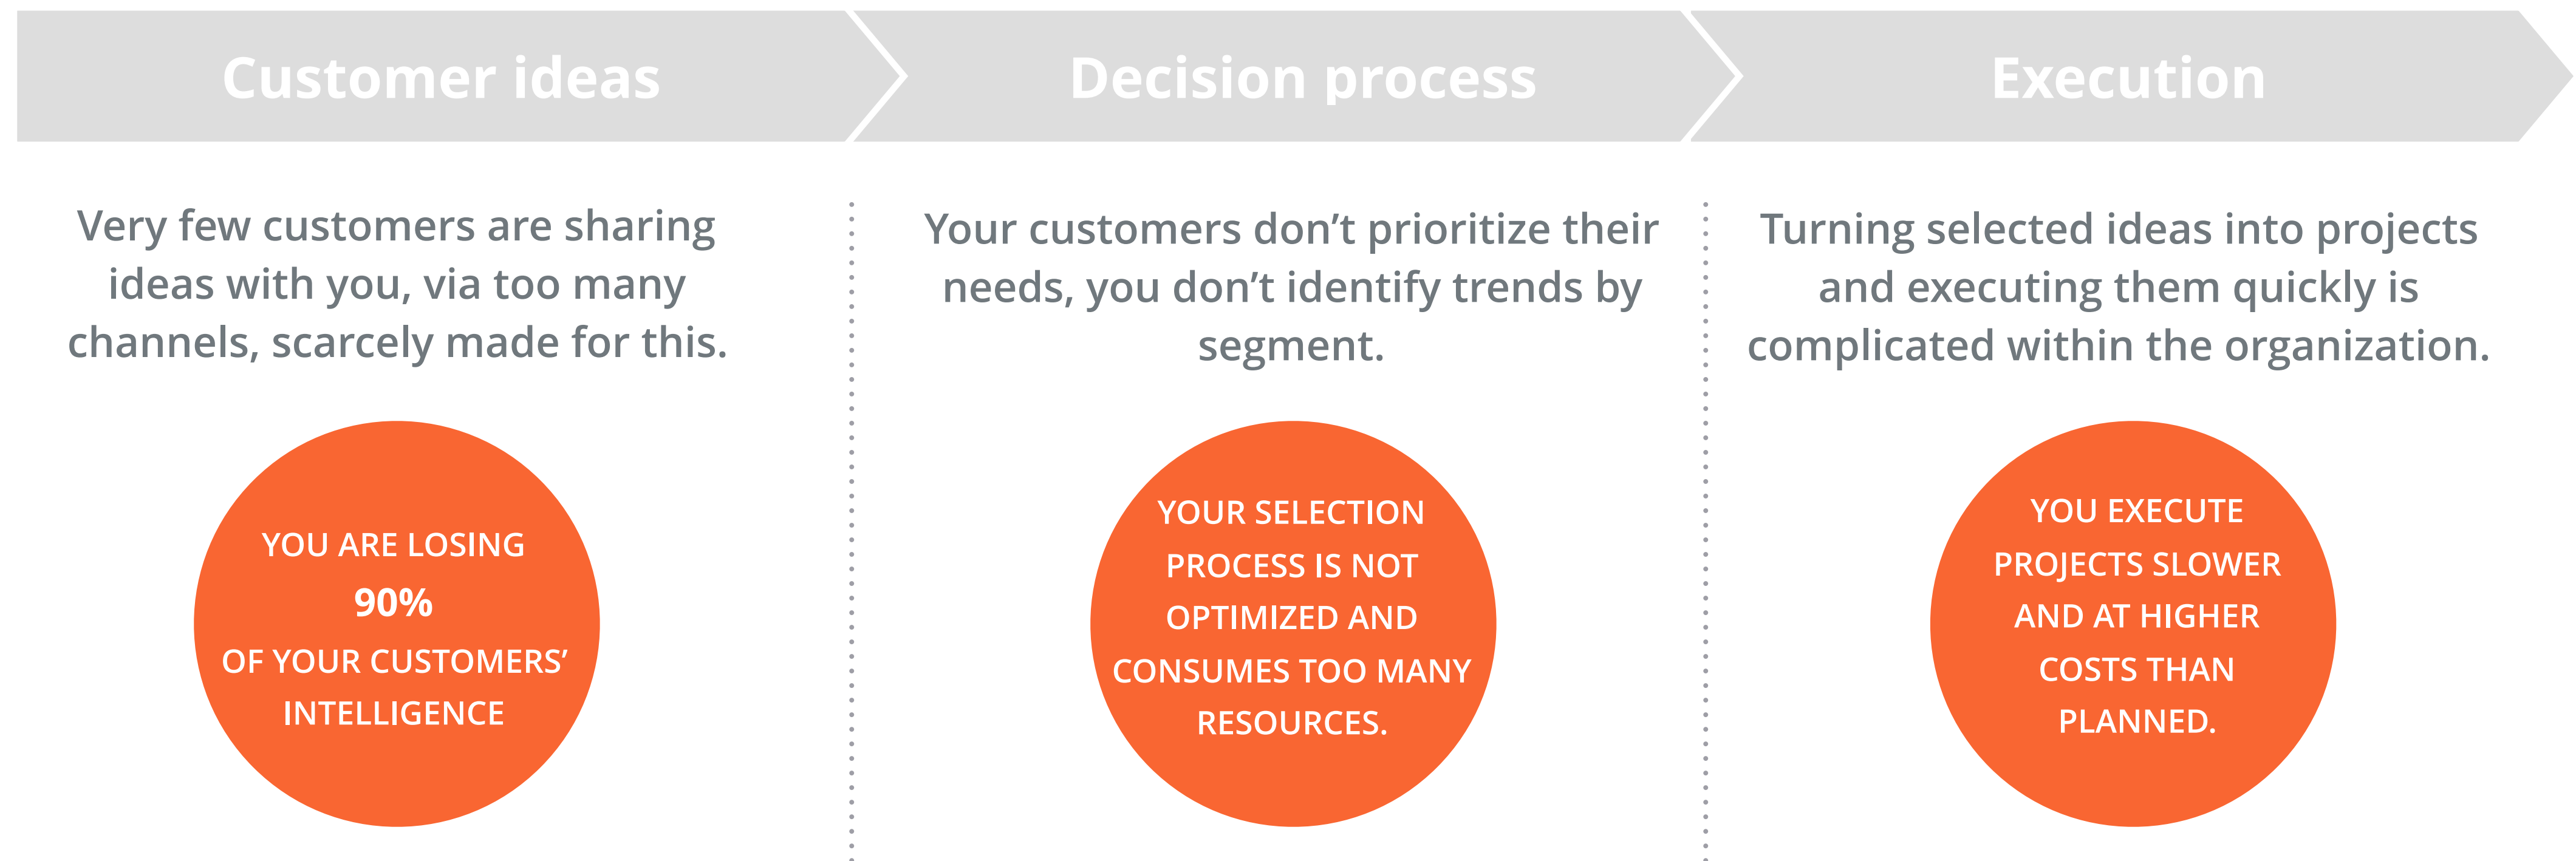 Customer ideas
Decision process
Execution
Very few customers are sharing
ideas with you, via too many
channels, scarcely made for this.
YOU ARE LOSING
90%
OF YOUR CUSTOMERS’
INTELLIGENCE
Your customers don’t prioritize their
needs, you don’t identify trends by
segment.
YOUR SELECTION
PROCESS IS NOT
OPTIMIZED AND
CONSUMES TOO MANY
RESOURCES.
Turning selected ideas into projects
and executing them quickly is
complicated within the organization.
YOU EXECUTE
PROJECTS SLOWER
AND AT HIGHER
COSTS THAN
PLANNED.